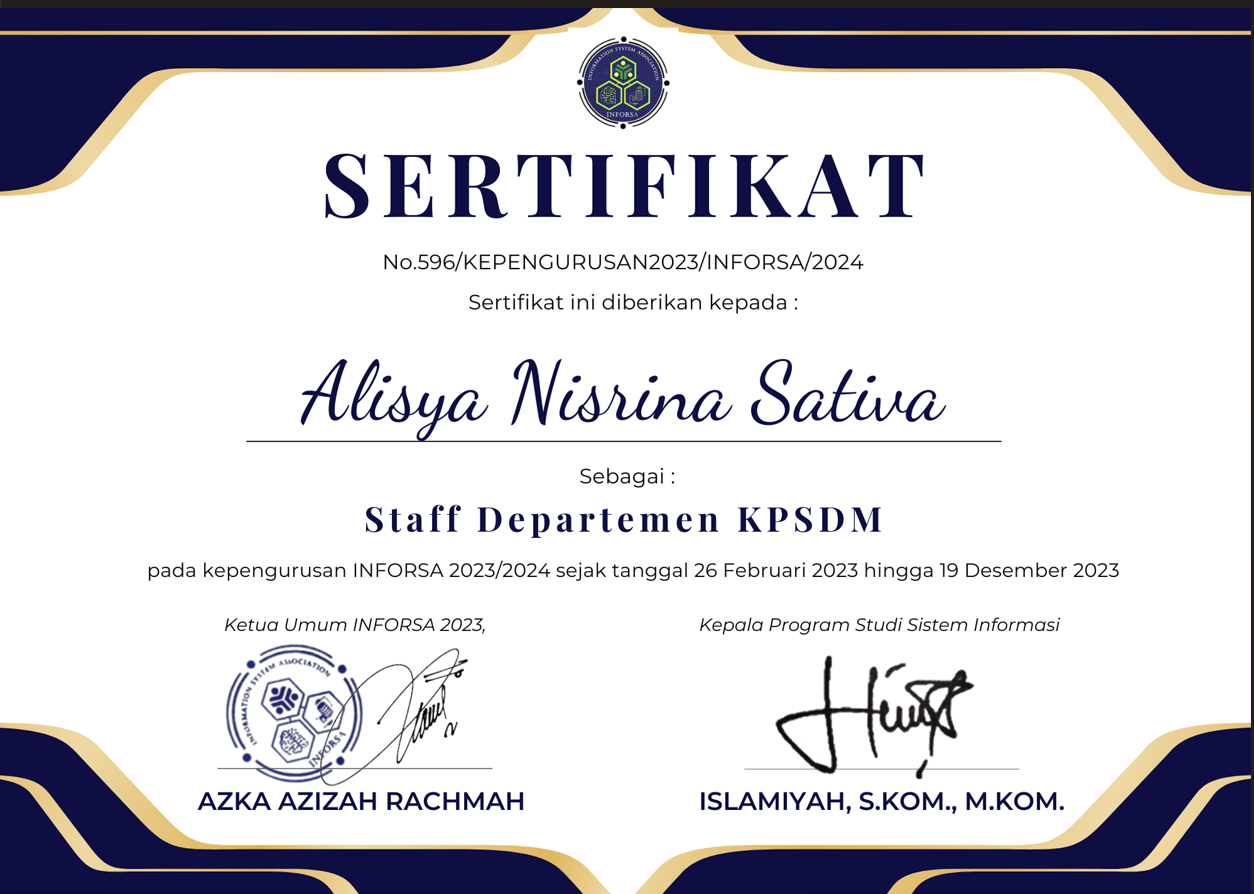 INFORMATION SYSTEM ASSOCIATION
INFORSA
SERTIFIKAT
No.596/KEPENGURUSAN2023/INFORSA/2024
Sertifikat ini diberikan kepada :
Alisya Nisrina Sativa
Sebagai :
Staff Departemen KPSDM
pada kepengurusan INFORSA 2023/2024 sejak tanggal 26 Februari 2023 hingga 19 Desember 2023
Ketua Umum INFORSA 2023,
Kepala Program Studi Sistem Informasi
INFORMATION SYSTEM ASSOCIATION
INFORSA
AZKA AZIZAH RACHMAH
ISLAMIYAH, S.KOM., M.KOM.